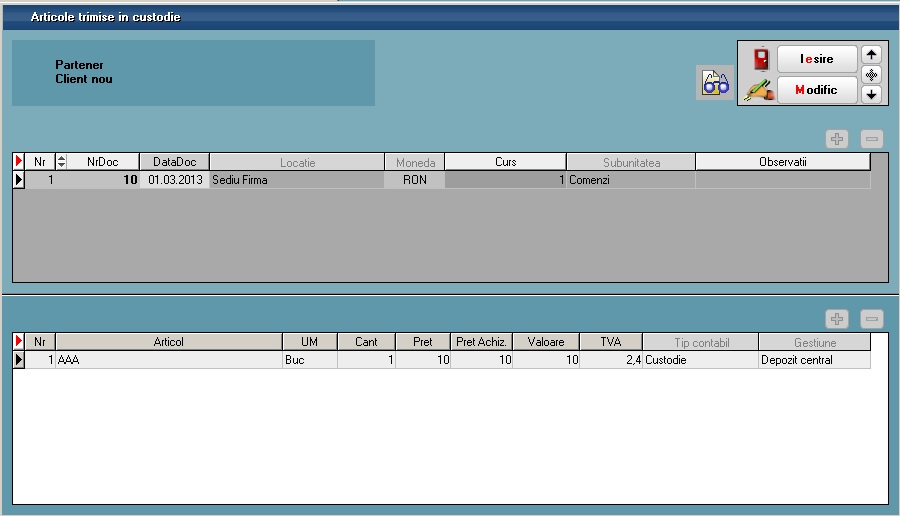 Articole trimise in custodie
Partener
Client nou
Iesire
Modific
Nr NrDoc DataDoc Locatie Moneda Curs Subunitatea Observatii
1 10 01.03.2013 Sediu Firma RON 1 Comenzi
Nr Articol UM Cant Pret Pret Achiz. Valoare TVA Tip contabil Gestiune
1 AAA Buc 1 10 10 10 2,4 Custodie Depozit central